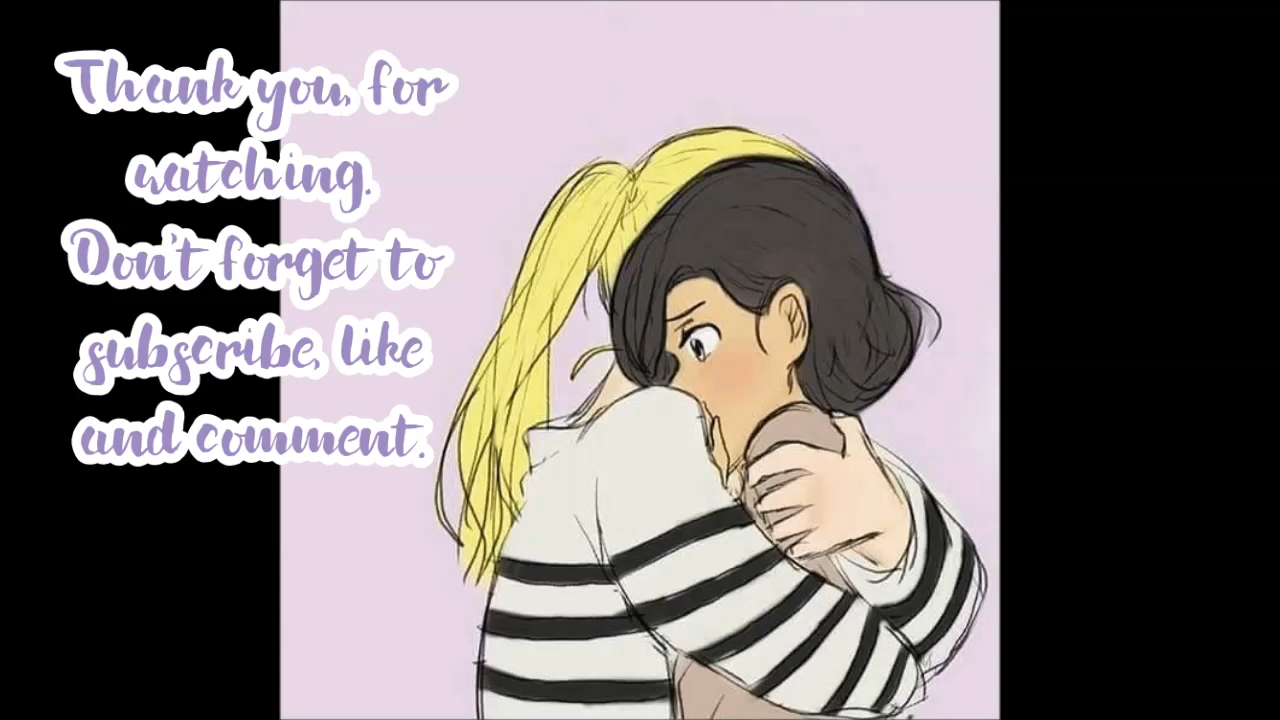 Thank you, for
watching.
Don't forget to
subscribe, like
and comment.